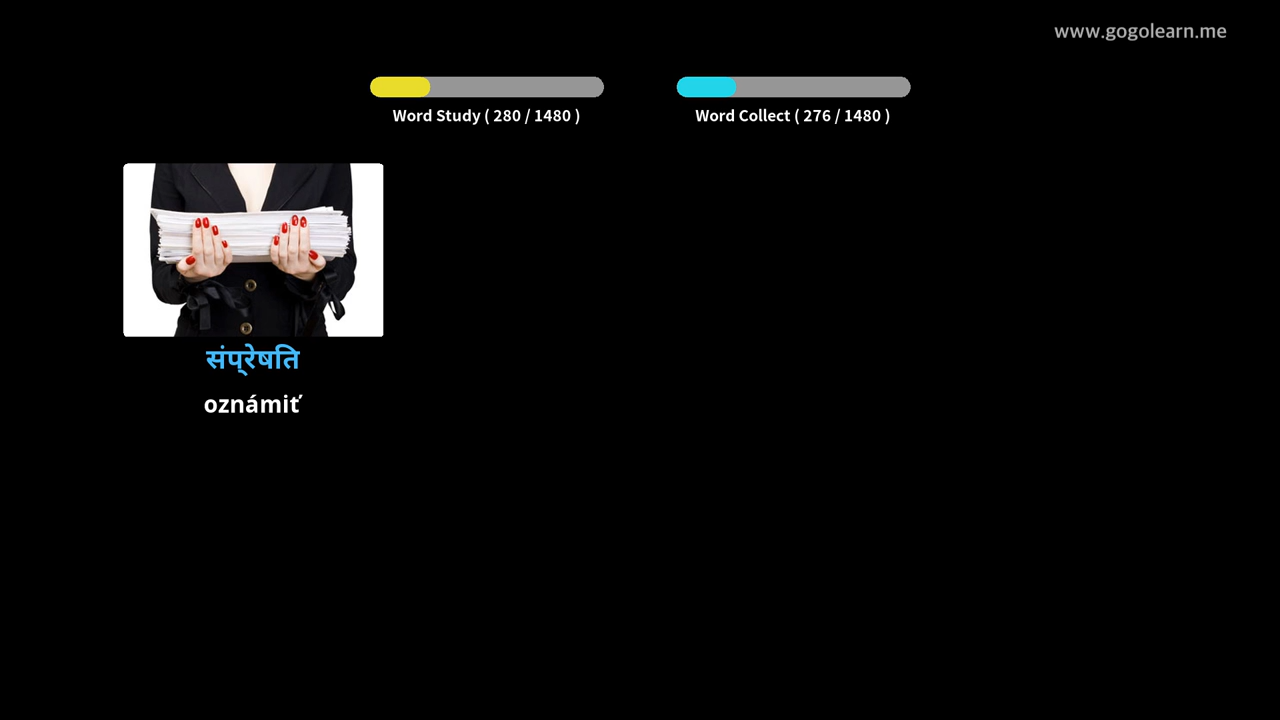 www.gogolearn.me
Word Study ( 280 / 1480 )
Word Collect ( 276 / 1480 )
संप्रेषति
oznámiť